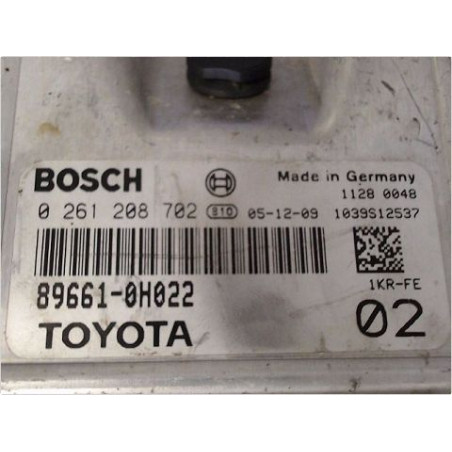 BOSCH Made in Germany
1128 0048
0 261 208 702 S10 05-12-09 1039S12537
89661-0H022 1KR-FE
TOYOTA 02